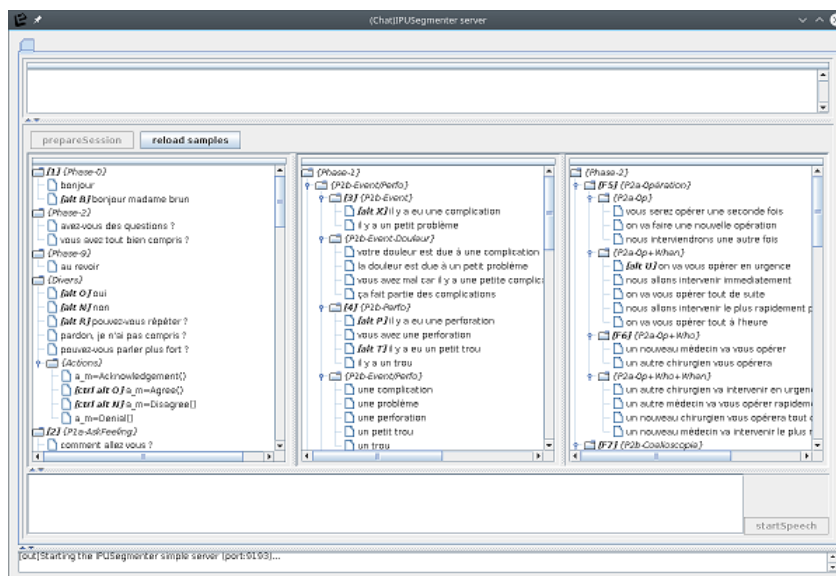 (Chat)IPUSegmenter server
prepareSession
reload samples
[1] {Phase-0}
bonjour
[alt B] bonjour madame brun
{Phase-2}
avez-vous des questions ?
vous avez tout bien compris ?
{Phase-9}
au revoir
{Divers}
[alt O] oui
[alt N] non
[alt R] pouvez-vous répéter ?
pardon, je n'ai pas compris ?
pouvez-vous parler plus fort ?
{Actions}
a_m=Acknowledgement()
[ctrl alt O] a_m=Agree()
[ctrl alt N] a_m=Disagree()
a_m=Denial()
[2] {P1a-AskFeeling}
comment allez vous ?
{Phase-1}
{P2b-Event/Perfo}
[3] {P2b-Event}
[alt X] il y a eu une complication
il y a un petit problème
{P2b-Event-Douleur}
votre douleur est due à une complication
la douleur est due à un petit problème
vous avez mal car il y a une petite complic
ça fait partie des complications
[4] {P2b-Perfo}
[alt P] il y a eu une perforation
vous avez une perforation
[alt T] il y a eu un petit trou
il y a un trou
{P2b-Event/Perfo}
une complication
une problème
une perforation
un petit trou
un trou
{Phase-2}
[F5] {P2a-Opération}
{P2a-Op}
vous serez opérer une seconde fois
on va faire une nouvelle opération
nous interviendrons une autre fois
{P2a-Op+When}
[alt U] on va vous opérer en urgence
nous allons intervenir immediatement
on va vous opérer tout de suite
nous allons intervenir le plus rapidement p
on va vous opérer tout à l'heure
[F6] {P2a-Op+Who}
un nouveau médecin va vous opérer
un autre chirurgien vous opérera
{P2a-Op+Who+When}
un autre chirurgien va intervenir en urgen
un autre médecin va vous opérer rapidem
un nouveau chirurgien vous opérera tout
un nouveau médecin va intervenir le plus
[F7] {P2b-Coelioscopie}
startSpeech
[out]Starting the IPUSegmenter simple server (port:9193)...